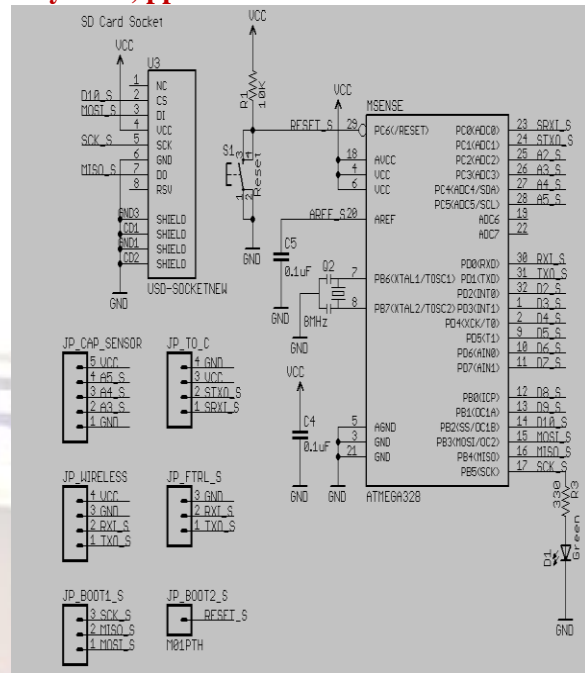 SD Card Socket
VCC
U3
1 NC
D10_S 2 CS
MOSI_S 3 DI
4 VCC
SCK_S 5 SCK
6 GND
MISO_S 7 DO
8 RSV
GND3 SHIELD
CD1 SHIELD
GND1 SHIELD
CD2 SHIELD
GND
USD-SOCKETNEW
VCC
R1
10K
RESET_S
S1
3 4
1 2
Reset
GND
VCC
MSENSE
29 PC6(/RESET)
18 AVCC
4 VCC
6 VCC
AREF_S 20 AREF
C5
0.1uF
GND
Q2
7 PB6(XTAL1/TOSC1)
8 PB7(XTAL2/TOSC2)
8MHz
GND
VCC
C4
0.1uF
GND
5 AGND
3 GND
21 GND
GND
ATMEGA328
PC0(ADC0) 23 SRXI_S
PC1(ADC1) 24 STXO_S
PC2(ADC2) 25 A2_S
PC3(ADC3) 26 A3_S
PC4(ADC4/SDA) 27 A4_S
PC5(ADC5/SCL) 28 A5_S
ADC6 19
ADC7 22
PD0(RXD) 30 RXI_S
PD1(TXD) 31 TXO_S
PD2(INT0) 32 D2_S
PD3(INT1) 1 D3_S
PD4(XCK/T0) 2 D4_S
PD5(T1) 9 D5_S
PD6(AIN0) 10 D6_S
PD7(AIN1) 11 D7_S
PB0(ICP) 12 D8_S
PB1(OC1A) 13 D9_S
PB2(SS/OC1B) 14 D10_S
PB3(MOSI/OC2) 15 MOSI_S
PB4(MISO) 16 MISO_S
PB5(SCK) 17 SCK_S
330
R3
D1
Green
GND
JP_CAP_SENSOR
5 VCC
4 A5_S
3 A4_S
2 A3_S
1 GND
JP_TO_C
4 GND
3 VCC
2 STXO_S
1 SRXI_S
JP_WIRELESS
4 VCC
3 GND
2 RXI_S
1 TXO_S
JP_FTRL_S
3 GND
2 RXI_S
1 TXO_S
JP_BOOT1_S
3 SCK_S
2 MISO_S
1 MOSI_S
JP_BOOT2_S
RESET_S
M01PTH